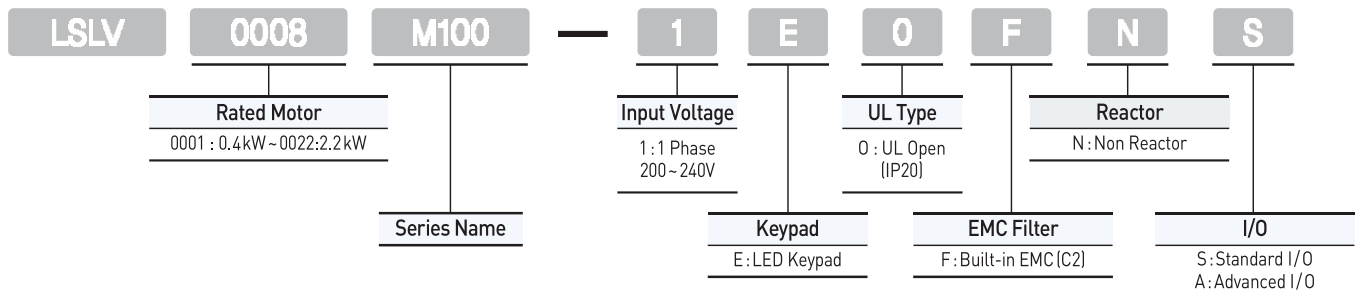 LSLV 0008 M100 — 1 E 0 F N S
Rated Motor
0001 : 0.4kW~0022:2.2kW
Series Name
Input Voltage
1 : 1 Phase
200~240V
Keypad
E : LED Keypad
UL Type
O : UL Open
(IP20)
EMC Filter
F : Built-in EMC (C2)
Reactor
N : Non Reactor
I/O
S : Standard I/O
A : Advanced I/O